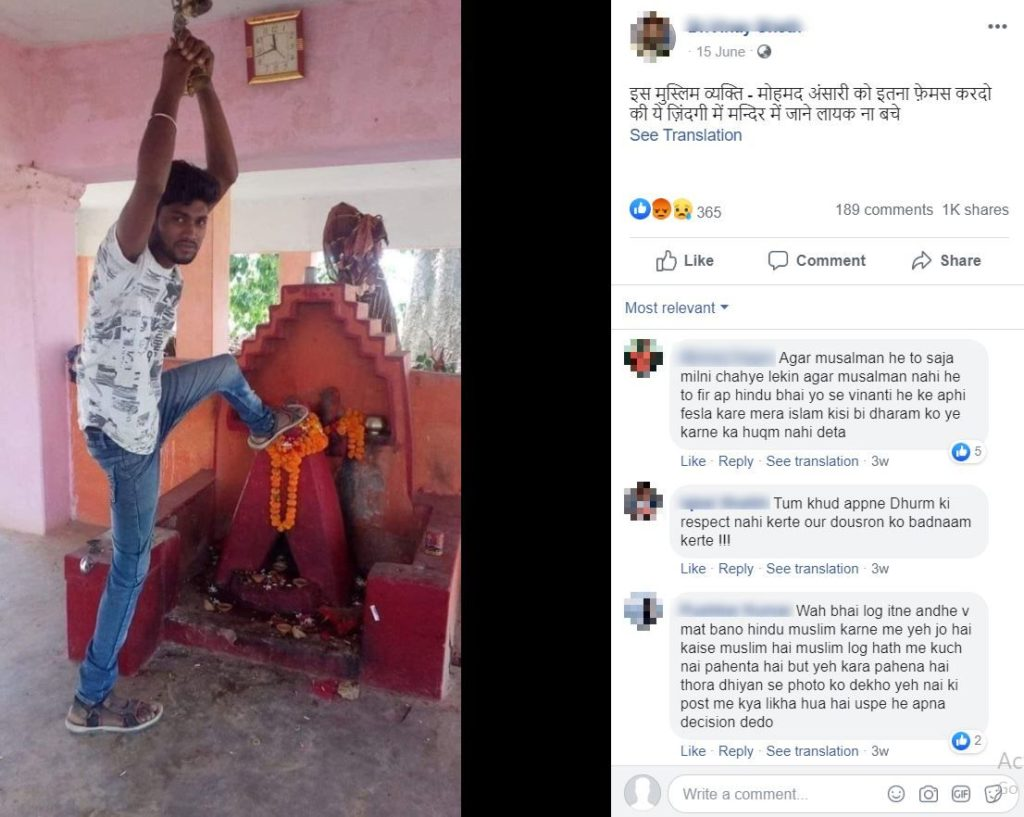 15 June
इस मुस्लिम व्यक्ति - मोहमद अंसारी को इतना फ़ेमस करदो
की ये ज़िंदगी में मन्दिर में जाने लायक ना बचे
See Translation
365 189 comments 1K shares
Like Comment Share
Most relevant
Agar musalman he to saja
milni chahye lekin agar musalman nahi he
to fir ap hindu bhai yo se vinanti he ke aphi
fesla kare mera islam kisi bi dharam ko ye
karne ka huqm nahi deta
5
Like · Reply · See translation · 3w
Tum khud appne Dhurm ki
respect nahi kerte our dousron ko badnaam
kerte !!!
Like · Reply · See translation · 3w
Wah bhai log itne andhe v
mat bano hindu muslim karne me yeh jo hai
kaise muslim hai muslim log hath me kuch
nai pahenta hai but yeh kara pahena hai
thora dhiyan se photo ko dekho yeh nai ki
post me kya likha hua hai uspe he apna
decision dedo
2
Like · Reply · See translation · 3w
Write a comment...
GIF